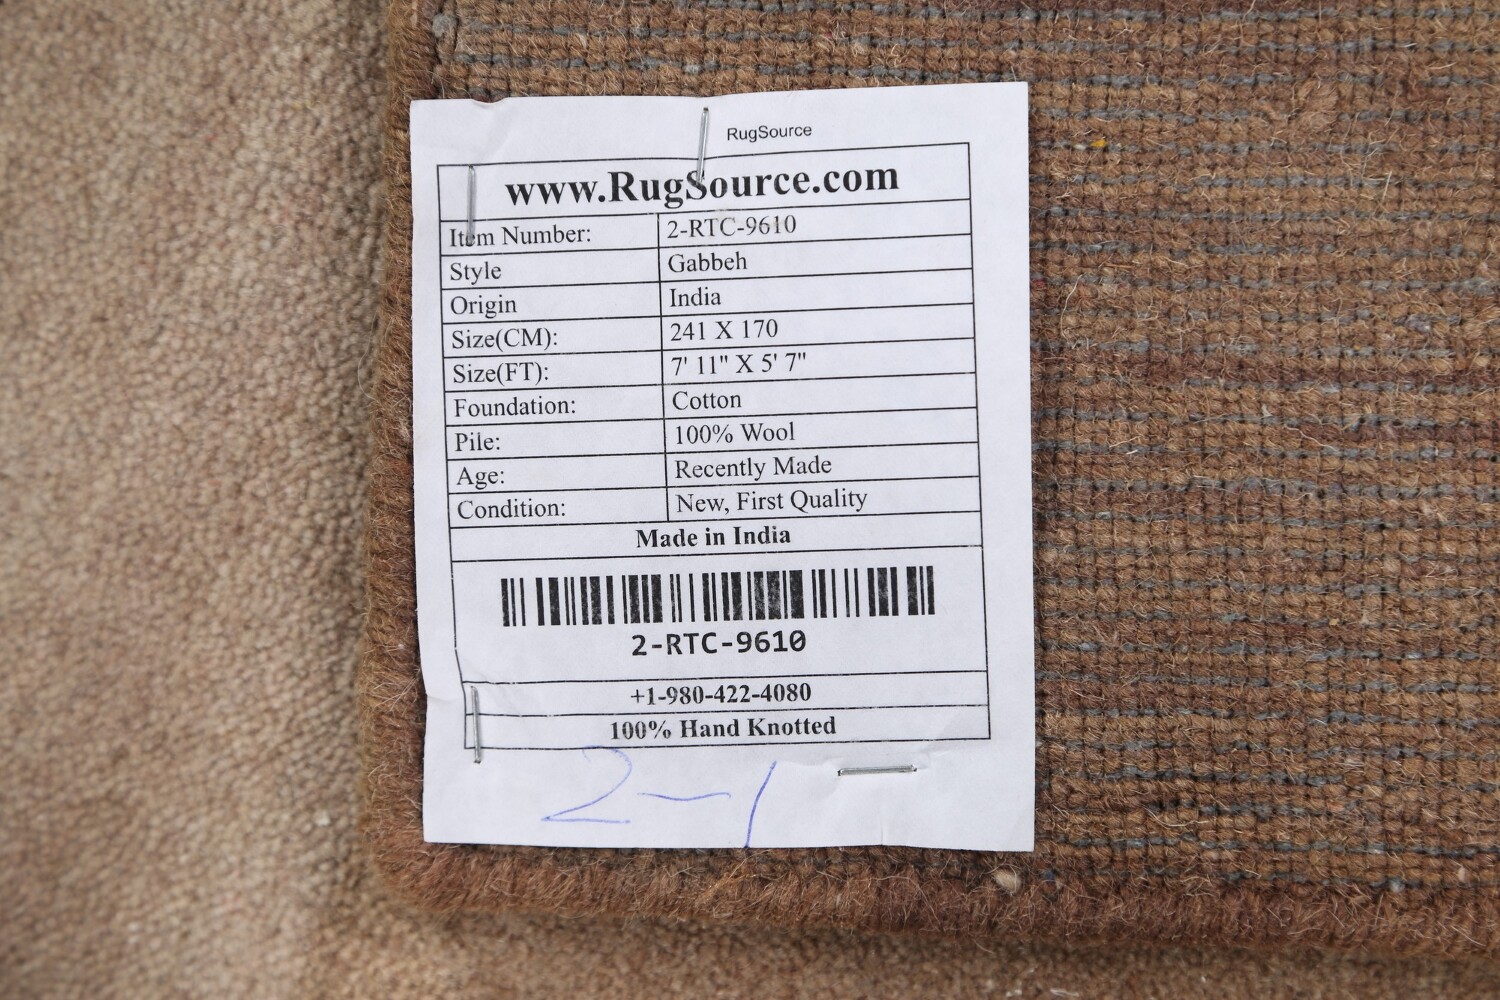 RugSource
www.RugSource.com
Item Number: 2-RTC-9610
Style Gabbeh
Origin India
Size(CM): 241 X 170
Size(FT): 7' 11" X 5' 7"
Foundation: Cotton
Pile: 100% Wool
Age: Recently Made
Condition: New, First Quality
Made in India
2-RTC-9610
+1-980-422-4080
100% Hand Knotted
2-1